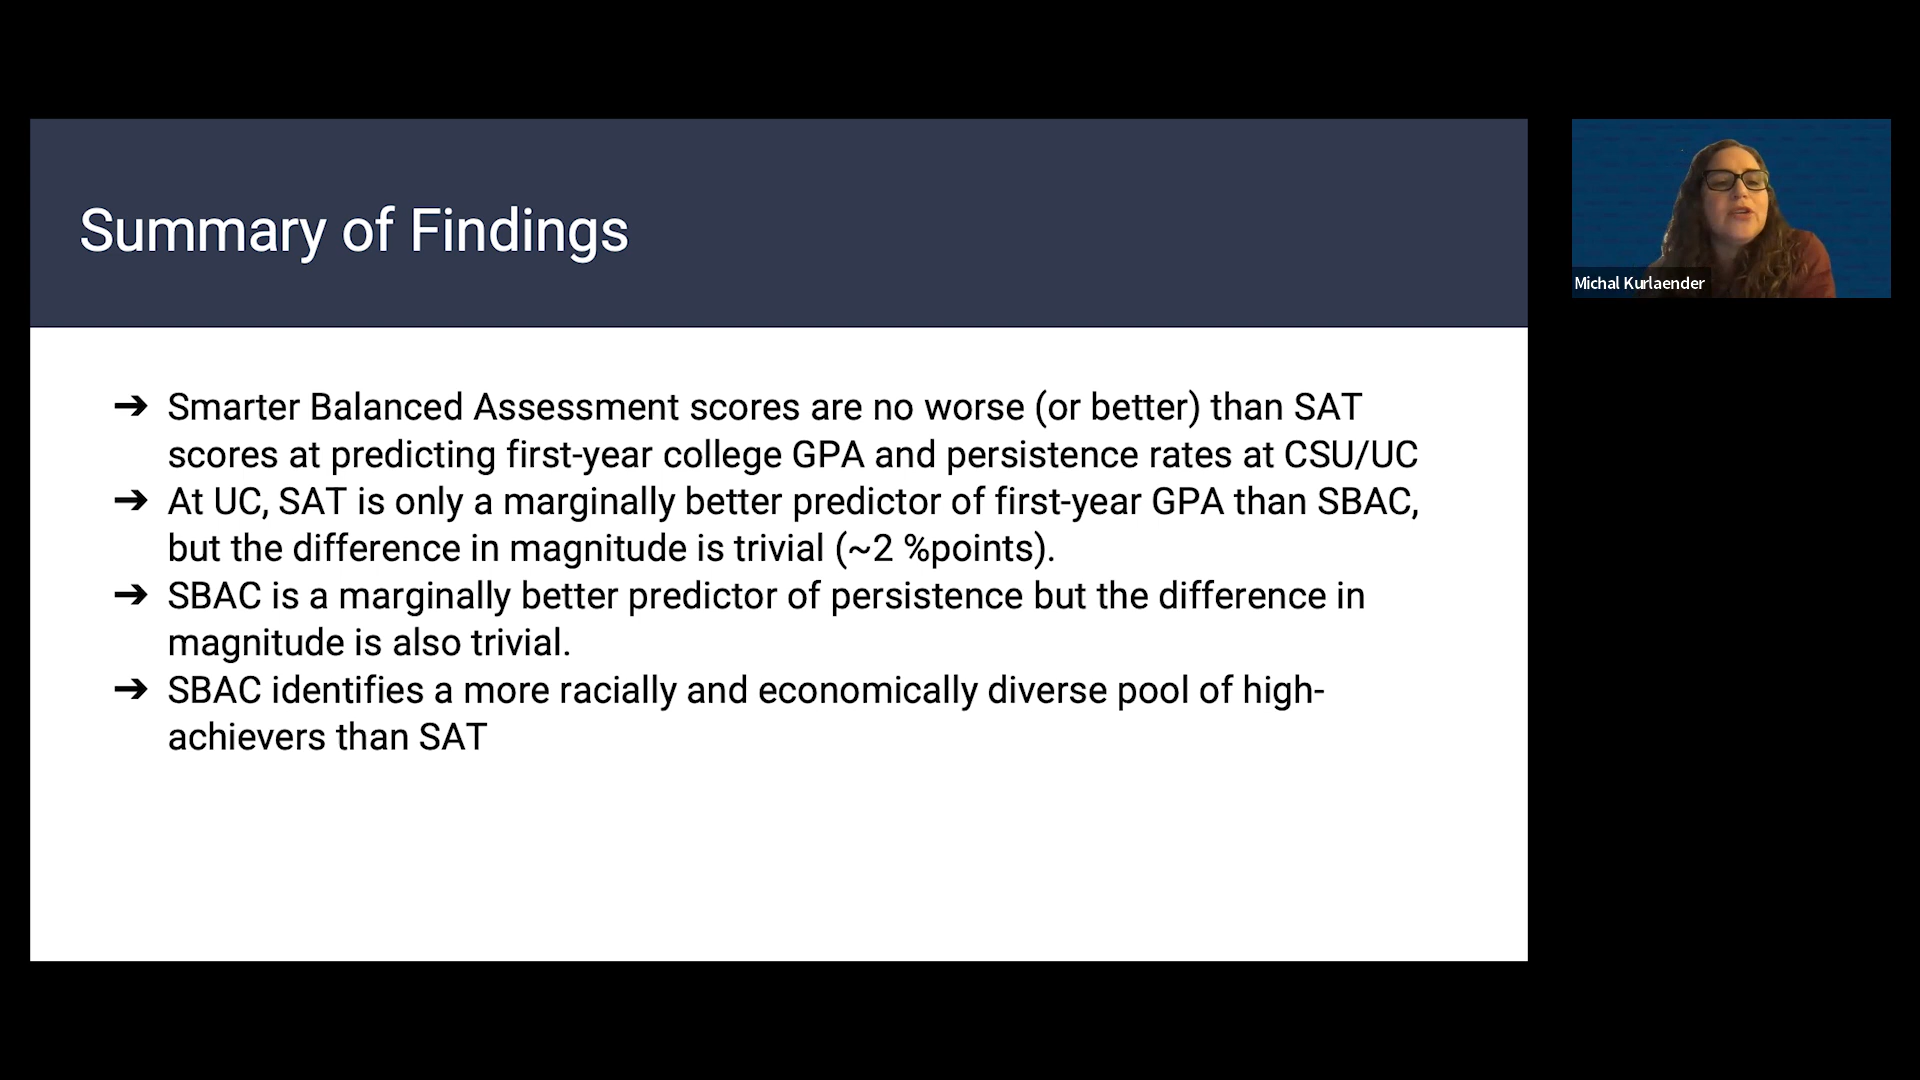 Summary of Findings
➔ Smarter Balanced Assessment scores are no worse (or better) than SAT
scores at predicting first-year college GPA and persistence rates at CSU/UC
➔ At UC, SAT is only a marginally better predictor of first-year GPA than SBAC,
but the difference in magnitude is trivial (~2 %points).
➔ SBAC is a marginally better predictor of persistence but the difference in
magnitude is also trivial.
➔ SBAC identifies a more racially and economically diverse pool of high-
achievers than SAT
Michal Kurlaender